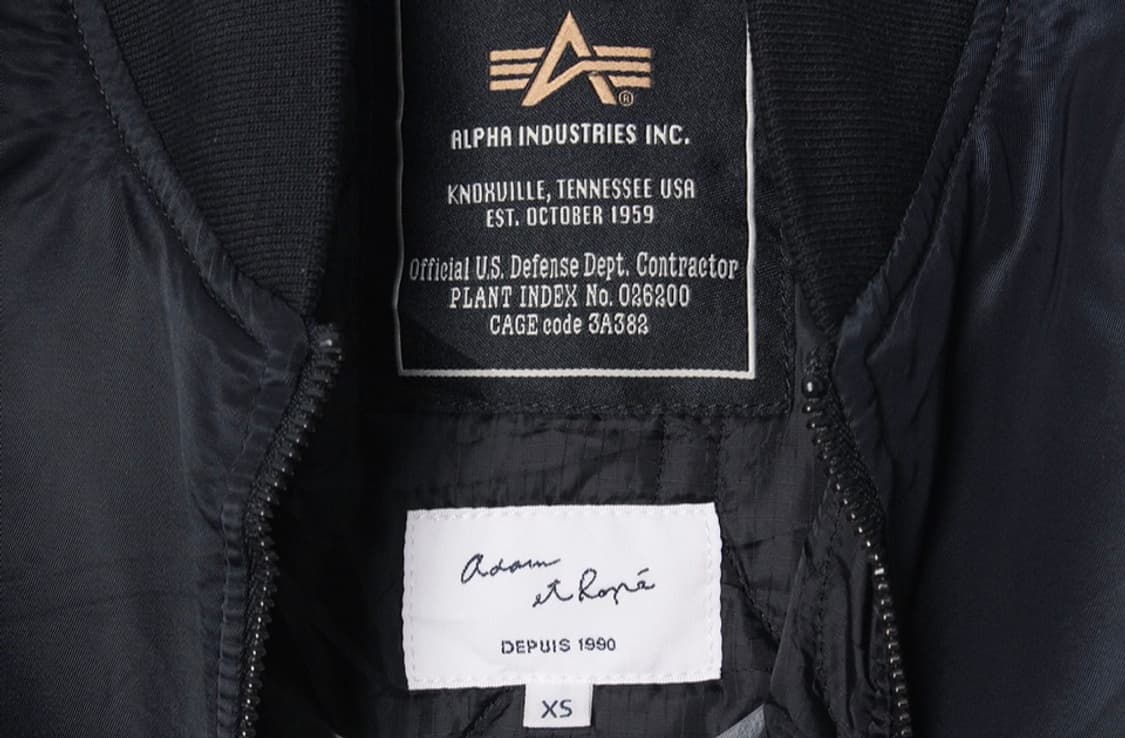 ®
ALPHA INDUSTRIES INC.
KNOXVILLE, TENNESSEE USA
EST. OCTOBER 1959
Official U.S. Defense Dept. Contractor
PLANT INDEX No. 026200
CAGE code 3A382
Adam
et Ropé
DEPUIS 1990
XS